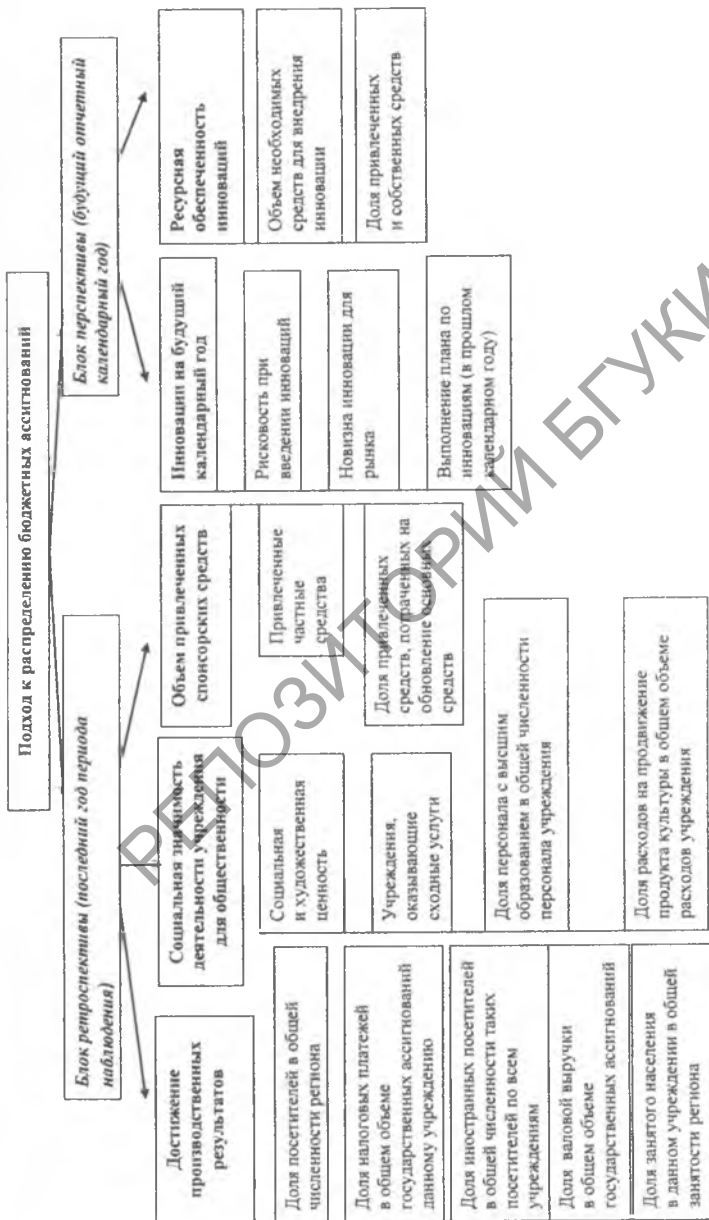 Подход к распределению бюджетных ассигнований
Блок ретроспективы (последний год периода
наблюдения)
Блок перспективы (будущий отчетный
календарный год)
Достижение
производственных
результатов
Доля посетителей в общей
численности региона
Доля налоговых платежей
в общем объеме
государственных ассигнований
данному учреждению
Доля иностранных посетителей
в общей численности таких
посетителей по всем
учреждениям
Доля валовой выручки
в общем объеме
государственных ассигнований
Доля занятого населения
в данном учреждении в общей
занятости региона
Социальная значимость
деятельности учреждения
для общественности
Социальная
и художественная
ценность
Учреждения,
оказывающие
сходные услуги
Доля персонала с высшим
образованием в общей численности
персонала учреждения
Доля расходов на продвижение
продукта культуры в общем объеме
расходов учреждения
Объем привлеченных
спонсорских средств
Привлеченные
частные
средства
Доля привлеченных
средств, потраченных на
обновление основных
средств
Инновации на будущий
календарный год
Рисковость при
введении инноваций
Новизна инновации для
рынка
Выполнение плана по
инновациям (в прошлом
календарном году)
Ресурсная
обеспеченность
инноваций
Объем необходимых
средств для внедрения
инновации
Доля привлеченных
и собственных средств
РЕПОЗИТОРИЙ БГУКИ